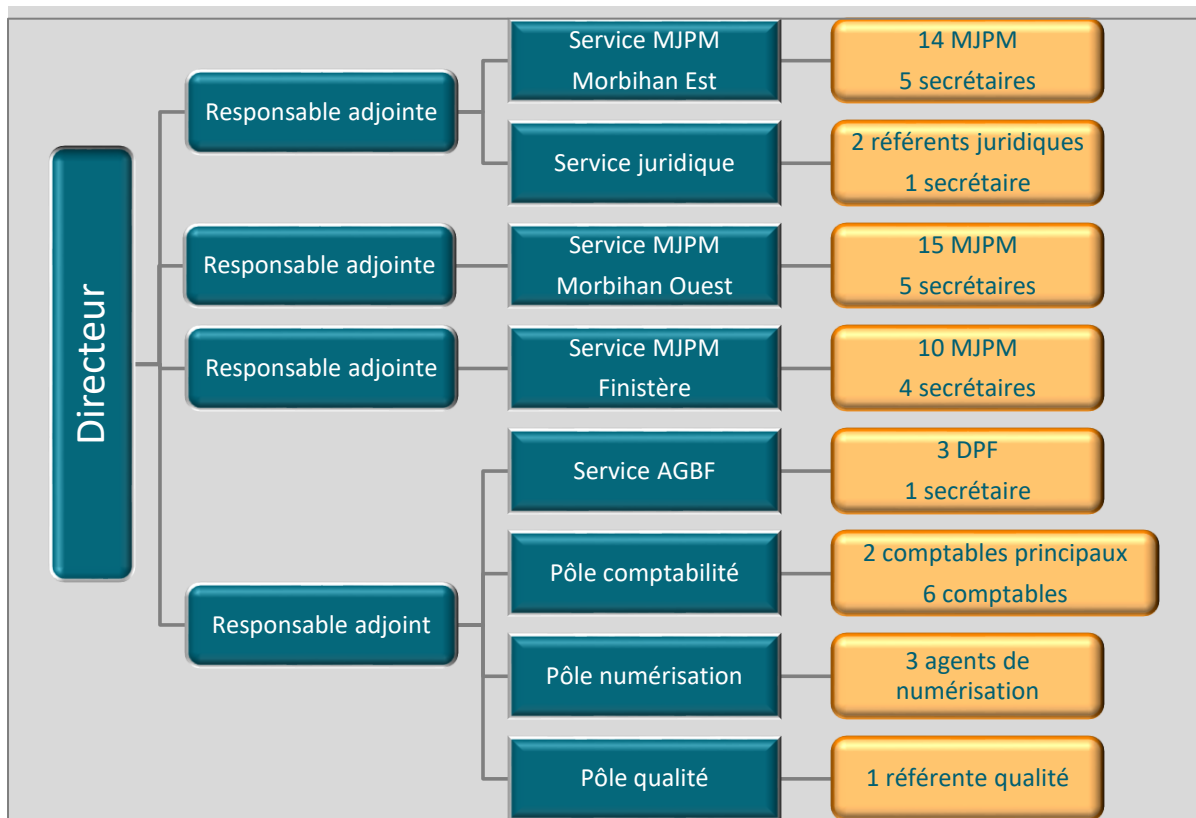 Directeur
Responsable adjointe
Service MJPM
Morbihan Est
14 MJPM
5 secrétaires
Service juridique
2 référents juridiques
1 secrétaire
Responsable adjointe
Service MJPM
Morbihan Ouest
15 MJPM
5 secrétaires
Responsable adjointe
Service MJPM
Finistère
10 MJPM
4 secrétaires
Responsable adjoint
Service AGBF
3 DPF
1 secrétaire
Pôle comptabilité
2 comptables principaux
6 comptables
Pôle numérisation
3 agents de
numérisation
Pôle qualité
1 référente qualité